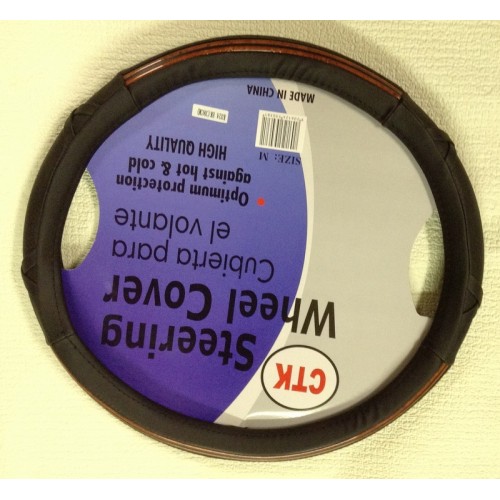 CTK
Steering
Wheel Cover
Cubierta para
el volante
• Optimum protection
against hot & cold
HIGH QUALITY
SIZE: M
MADE IN CHINA